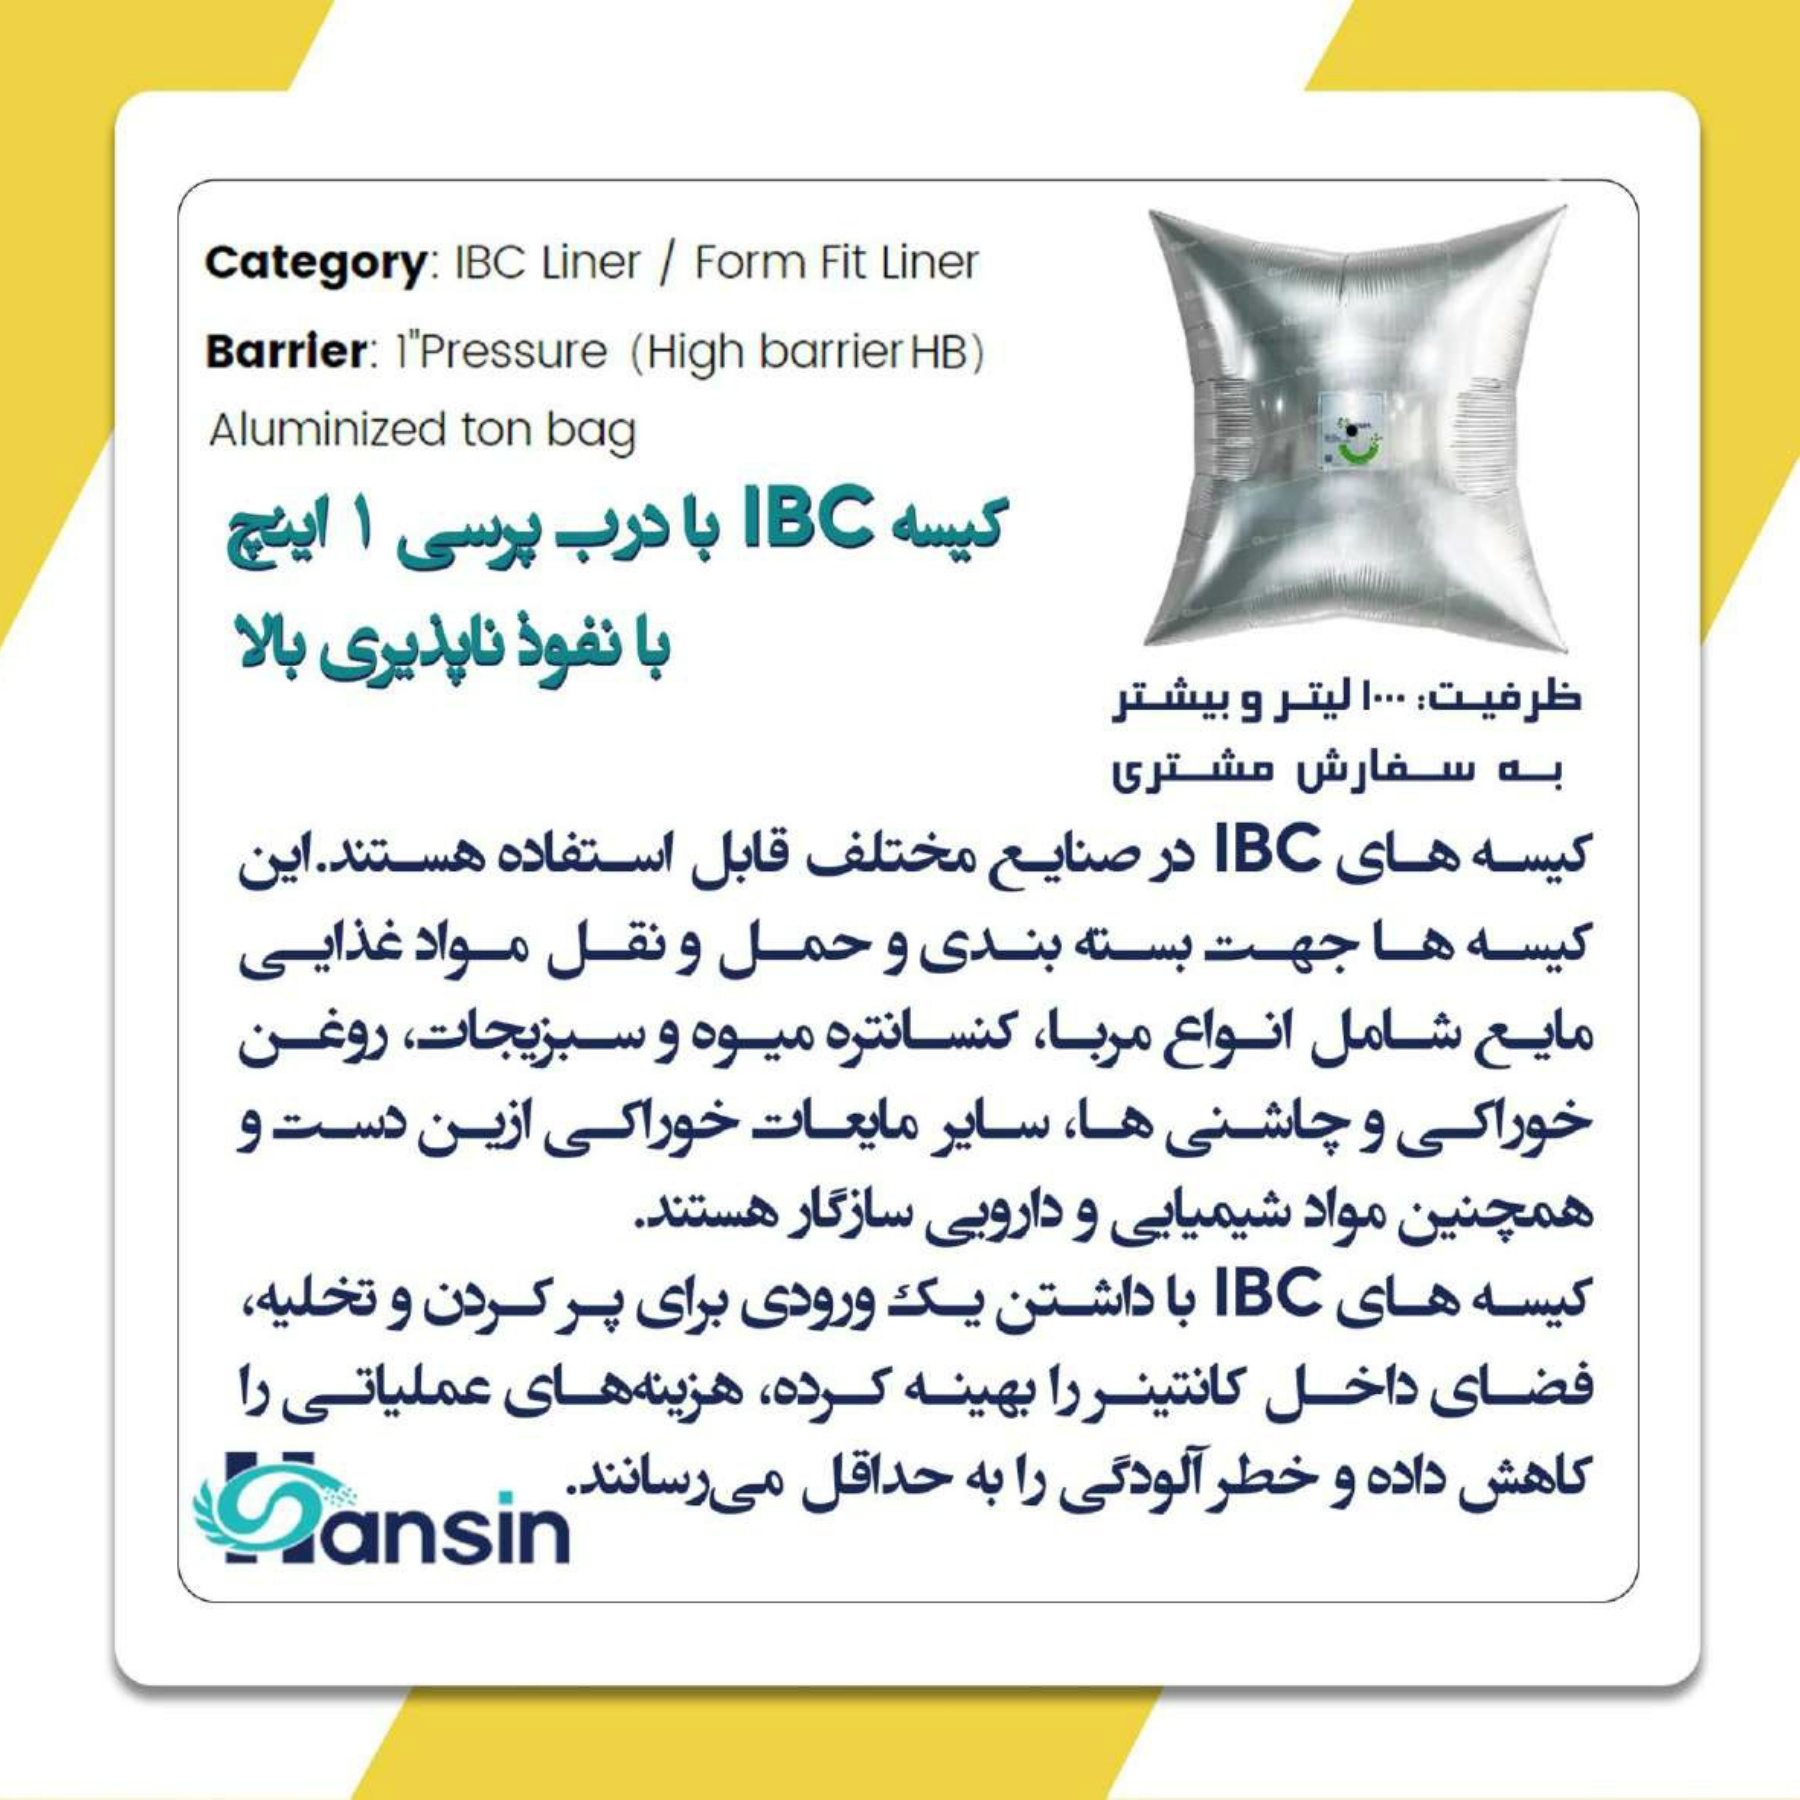 Category: IBC Liner / Form Fit Liner
Barrier: 1"Pressure (High barrier HB)
Aluminized ton bag
کیسه IBC با درب پرسی ۱ اینچ
با نفوذ ناپذیری بالا
ظرفیت: ۱۰۰۰ لیتر و بیشتر
به سفارش مشتری
کیسه های IBC در صنایع مختلف قابل استفاده هستند.این
کیسه ها جهت بسته بندی و حمل و نقل مواد غذایی
مایع شامل انواع مربا، کنسانتره میوه و سبزیجات، روغن
خوراکی و چاشنی ها، سایر مایعات خوراکی ازین دست و
همچنین مواد شیمیایی و دارویی سازگار هستند.
کیسه های IBC با داشتن یک ورودی برای پر کردن و تخلیه،
فضای داخل کانتینر را بهینه کرده، هزینه‌های عملیاتی را
کاهش داده و خطر آلودگی را به حداقل می‌رسانند.
Hansin